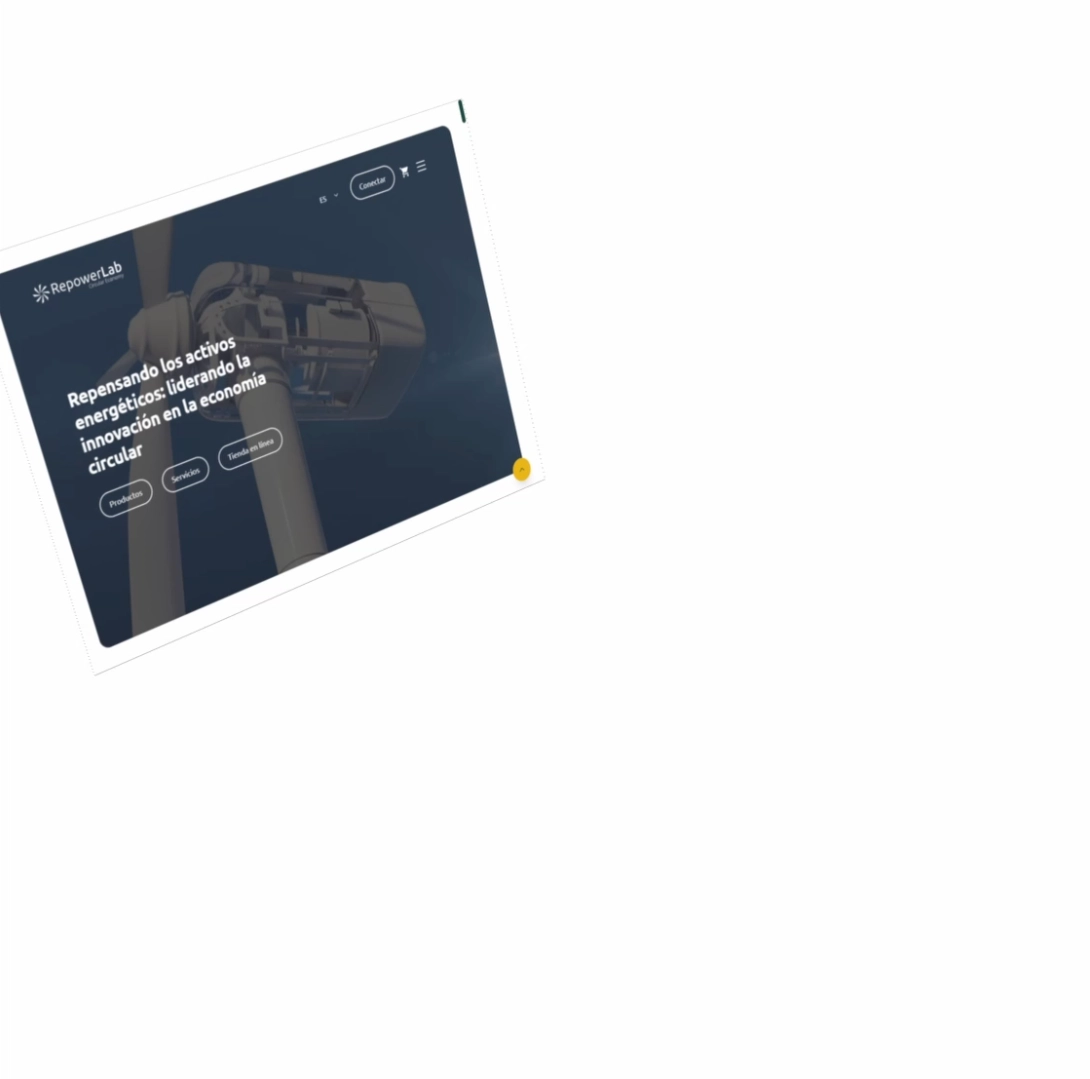 ES
Conectar
RepowerLab
Circular Economy
Repensando los activos
energéticos: liderando la
innovación en la economía
circular
Productos
Servicios
Tienda en línea